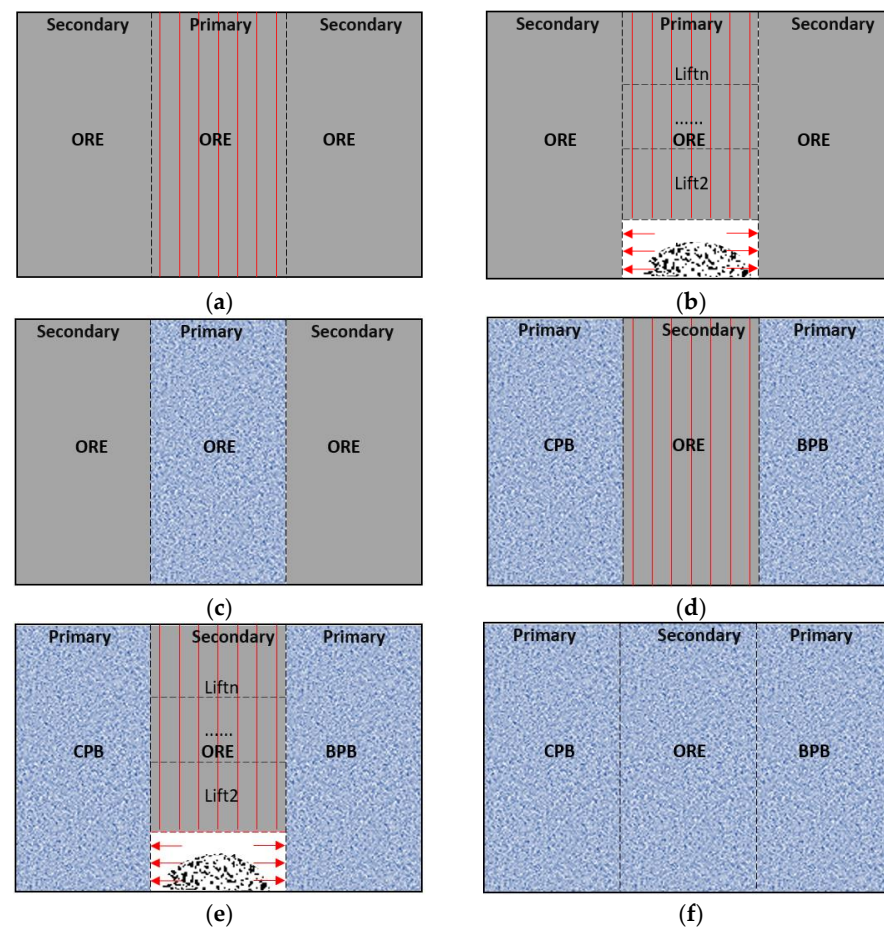 Secondary Primary Secondary
ORE ORE ORE
(a)
Secondary Primary Secondary
Liftn
......
ORE ORE ORE
Lift2
(b)
Secondary Primary Secondary
ORE ORE ORE
(c)
Primary Secondary Primary
CPB ORE BPB
(d)
Primary Secondary Primary
Liftn
......
CPB ORE BPB
Lift2
(e)
Primary Secondary Primary
CPB ORE BPB
(f)